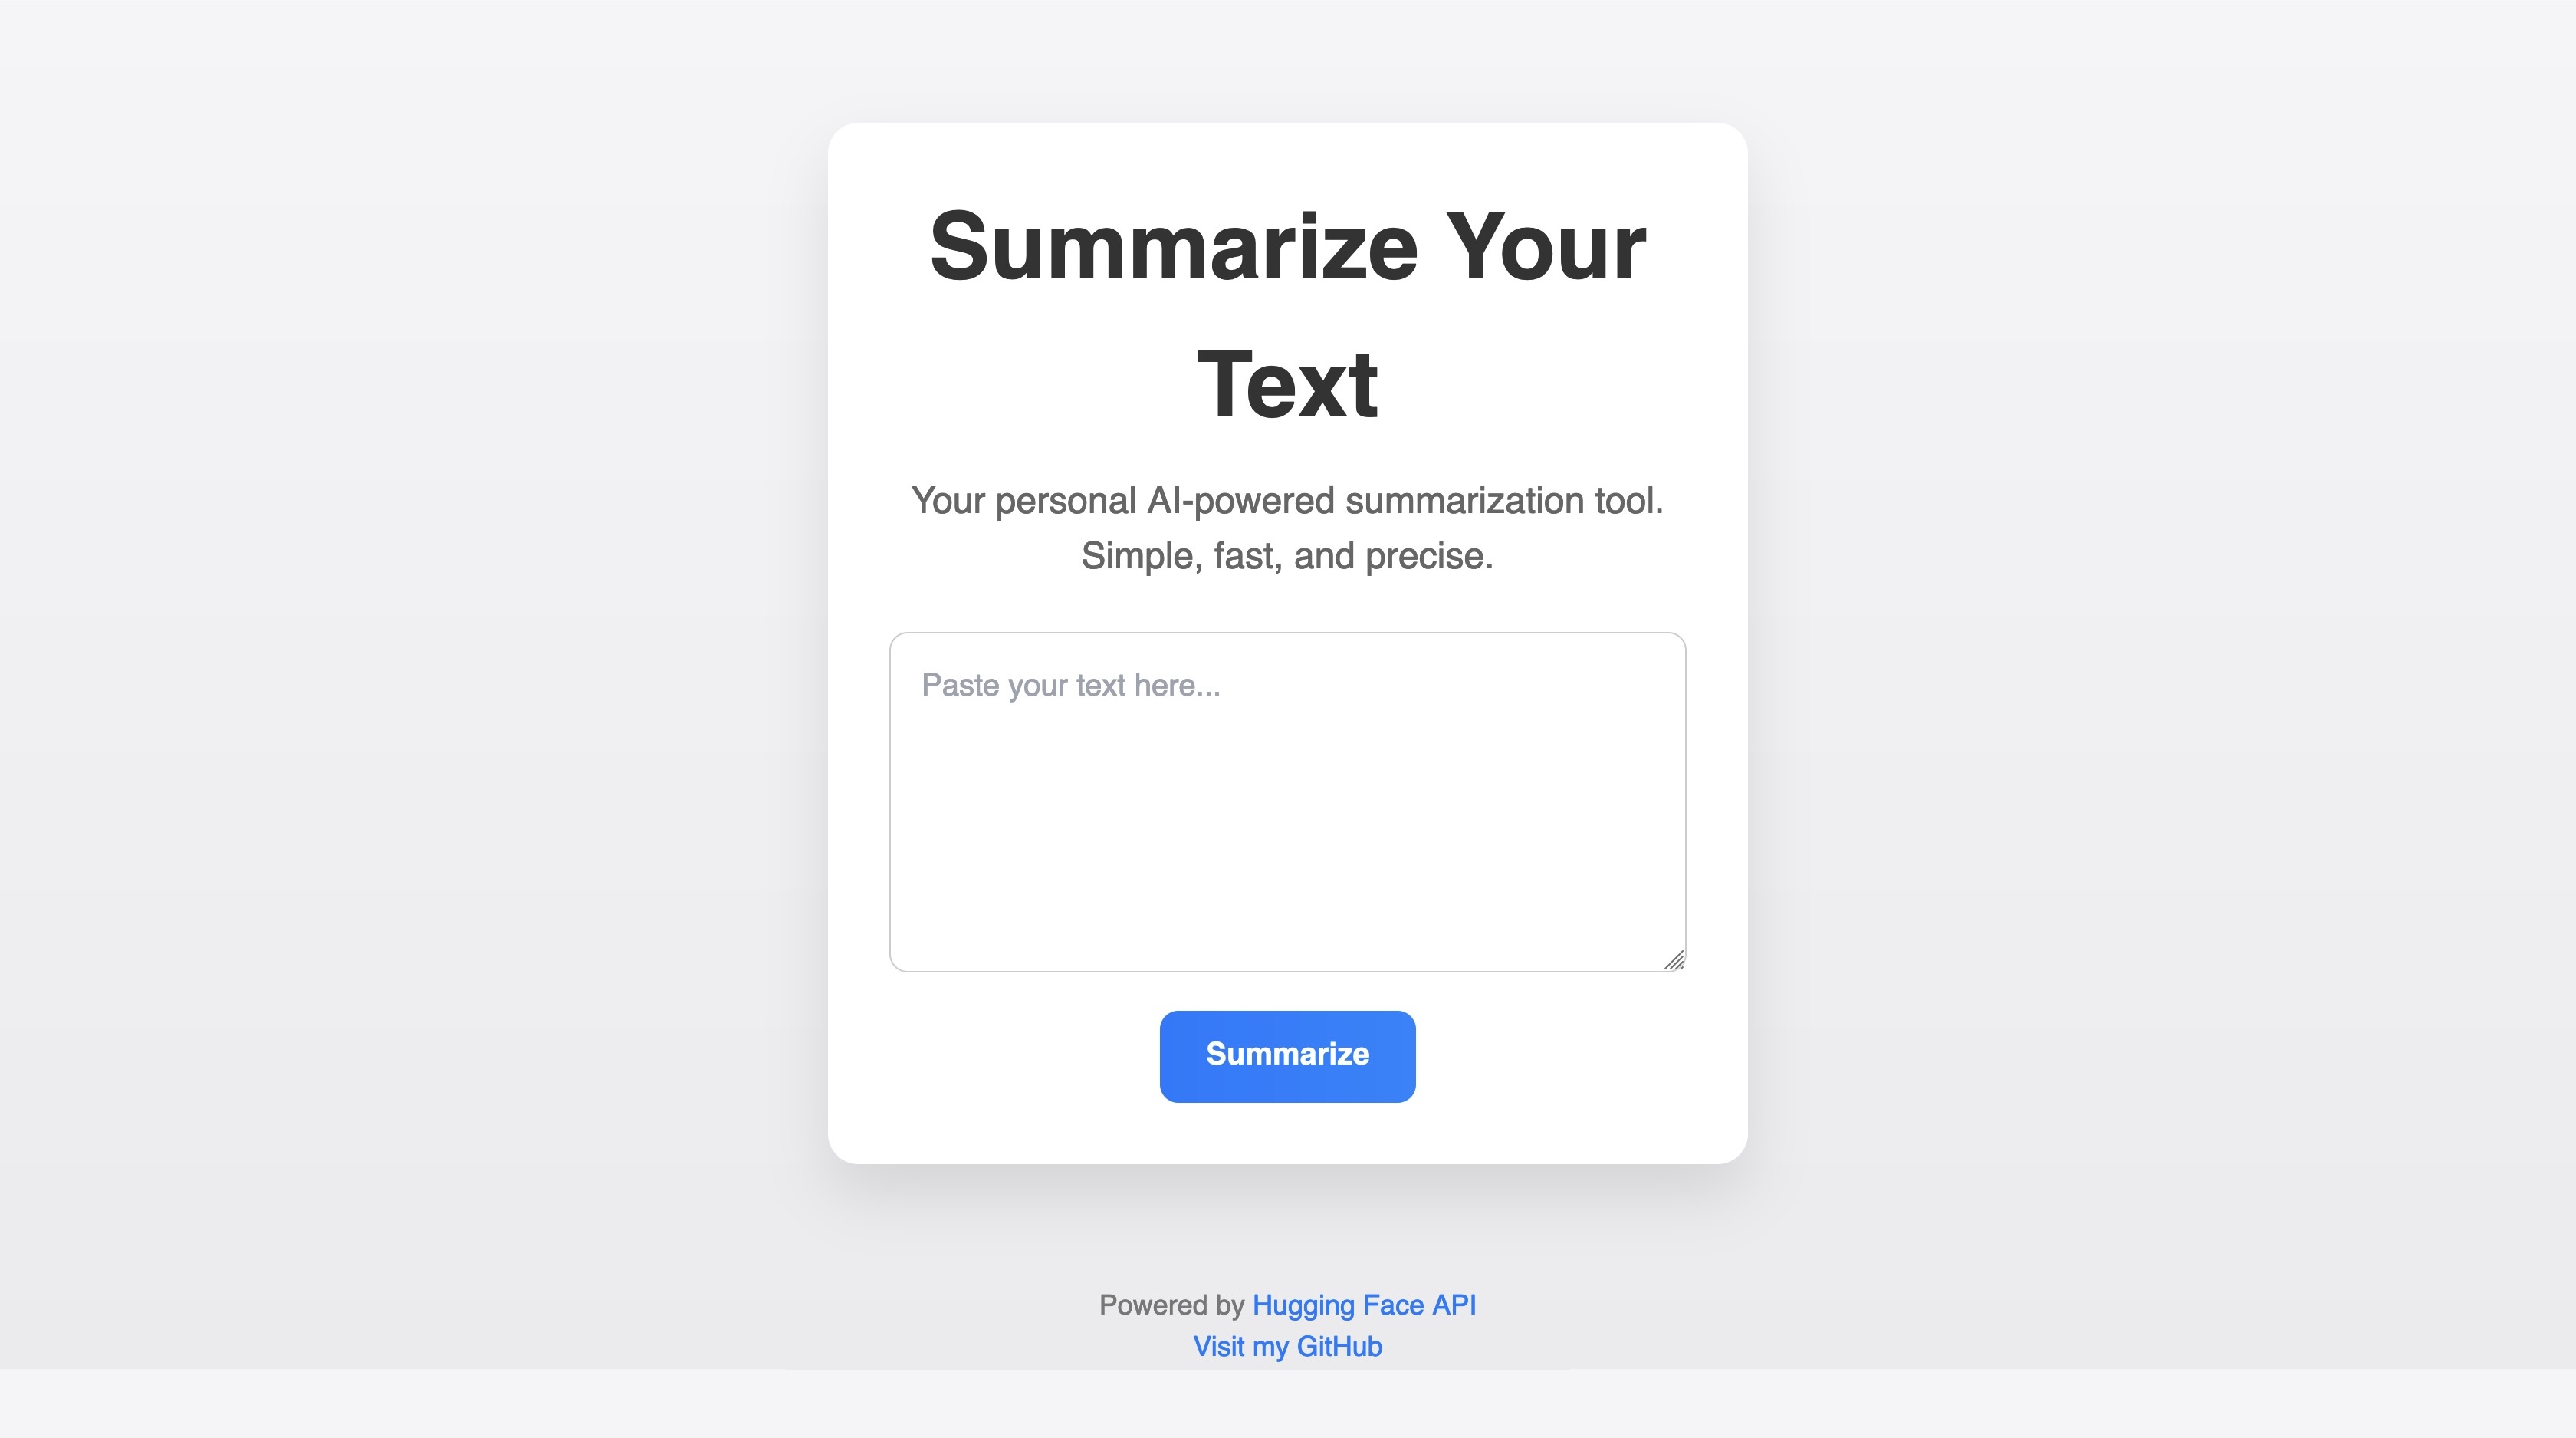 Summarize Your
Text
Your personal AI-powered summarization tool.
Simple, fast, and precise.
Paste your text here...
Summarize
Powered by Hugging Face API
Visit my GitHub